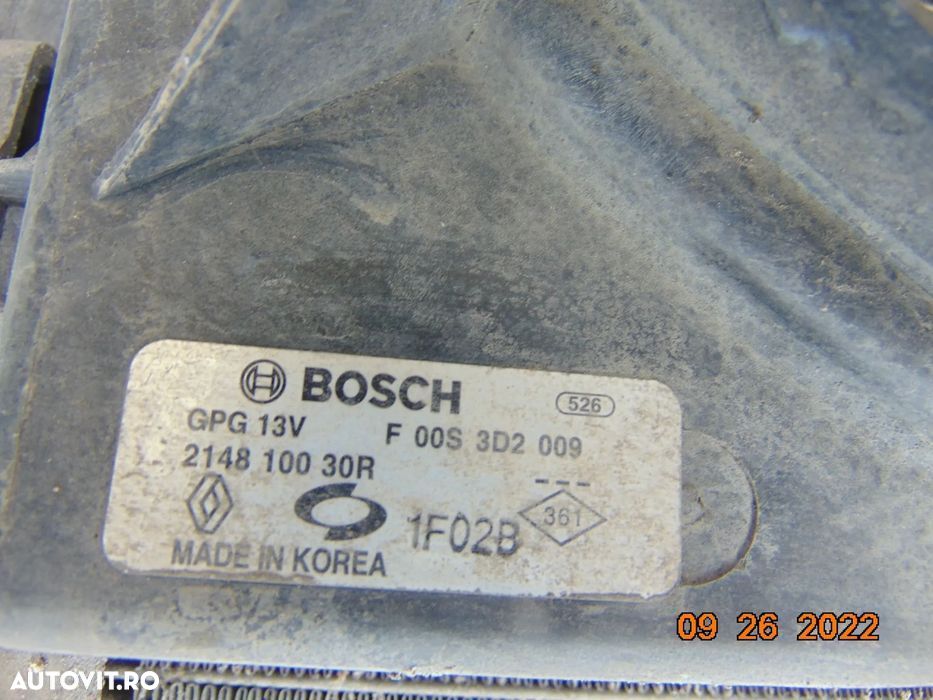 BOSCH
526
GPG 13V F 00S 3D2 009
2148 100 30R
361
1F02B
MADE IN KOREA
09 26 2022
AUTOVIT.RO